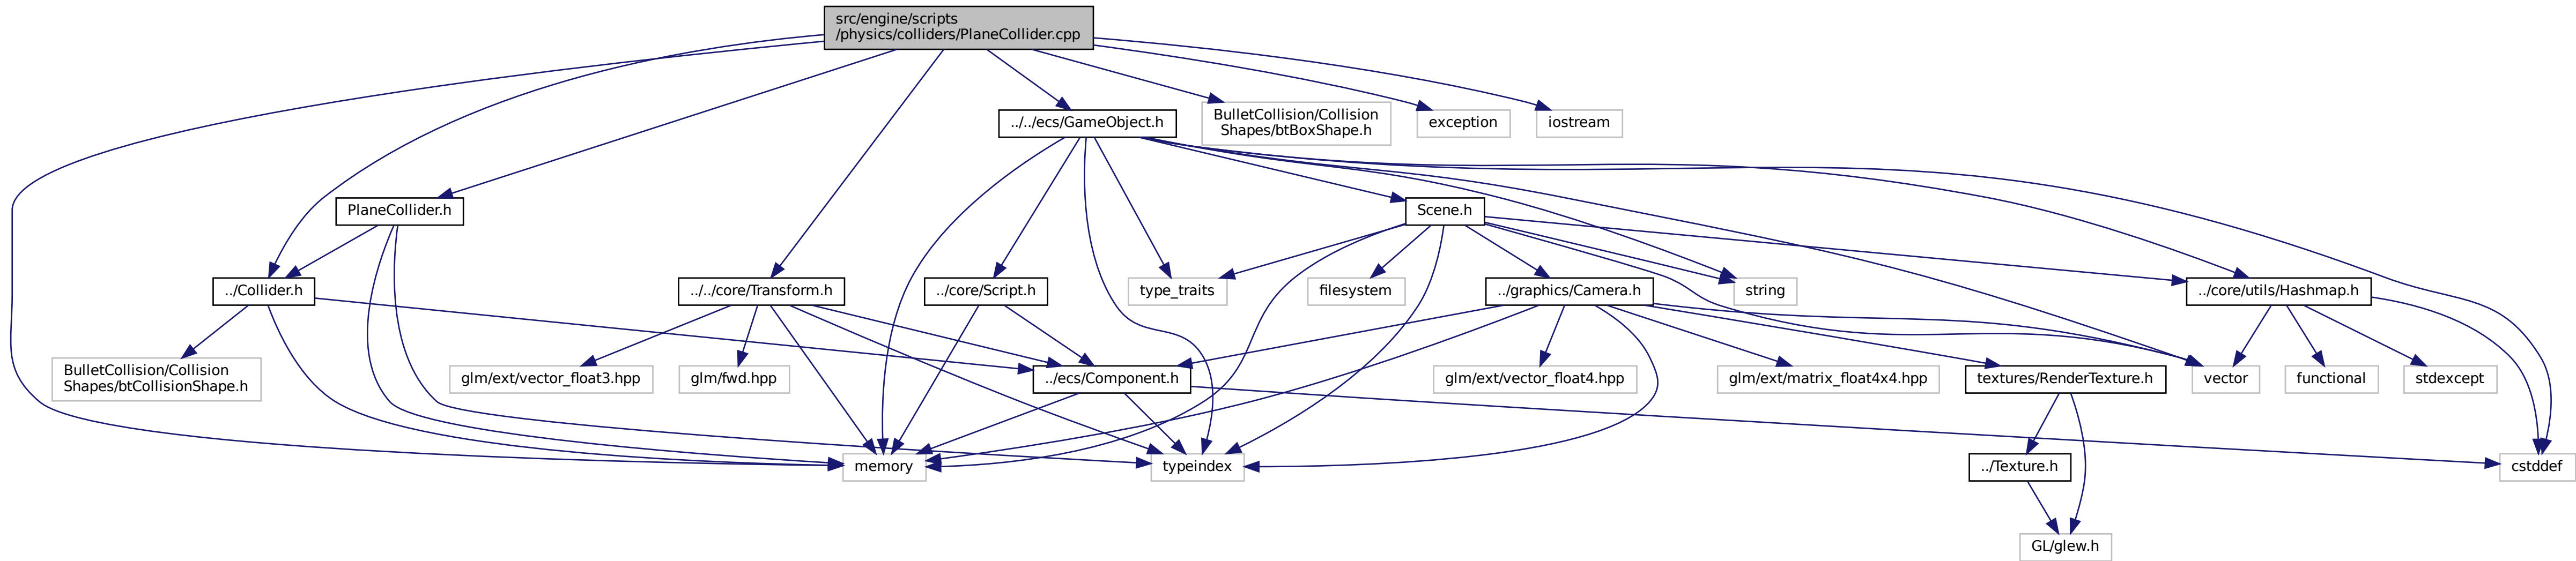 src/engine/scripts
/physics/colliders/PlaneCollider.cpp
../../ecs/GameObject.h
BulletCollision/Collision
Shapes/btBoxShape.h
exception
iostream
PlaneCollider.h
Scene.h
../Collider.h
../../core/Transform.h
../core/Script.h
type_traits
filesystem
../graphics/Camera.h
string
../core/utils/Hashmap.h
BulletCollision/Collision
Shapes/btCollisionShape.h
glm/ext/vector_float3.hpp
glm/fwd.hpp
../ecs/Component.h
glm/ext/vector_float4.hpp
glm/ext/matrix_float4x4.hpp
textures/RenderTexture.h
vector
functional
stdexcept
memory
typeindex
../Texture.h
cstddef
GL/glew.h